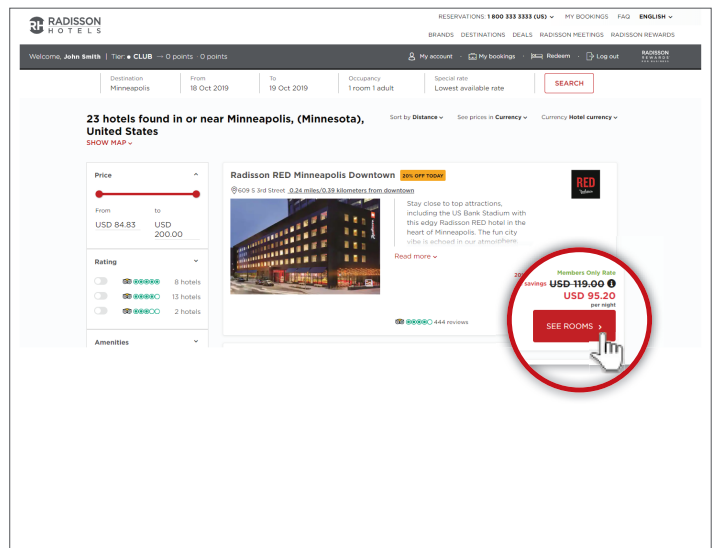 RADISSON
HOTELS
RESERVATIONS: 1 800 333 3333 (US) MY BOOKINGS FAQ ENGLISH
BRANDS DESTINATIONS DEALS RADISSON MEETINGS RADISSON REWARDS
Welcome, John Smith | Tier: • CLUB → 0 points · 0 points
My account · My bookings · Redeem · Log out
RADISSON
REWARDS
Destination From To Occupancy Special rate
Minneapolis 18 Oct 2019 19 Oct 2019 1 room 1 adult Lowest available rate
SEARCH
23 hotels found in or near Minneapolis, (Minnesota),
United States
SHOW MAP
Sort by Distance See prices in Currency Currency Hotel currency
Price
From to
USD 84.83 USD
200.00
Rating
8 hotels
13 hotels
2 hotels
Amenities
Radisson RED Minneapolis Downtown 20% OFF TODAY
609 S 3rd Street 0.24 miles/0.39 kilometers from downtown
RED
Radisson
Stay close to top attractions,
including the US Bank Stadium with
this edgy Radisson RED hotel in the
heart of Minneapolis. The fun city
vibe is echoed in our atmosphere.
Read more
444 reviews
Members Only Rate
savings USD 119.00
USD 95.20
per night
SEE ROOMS